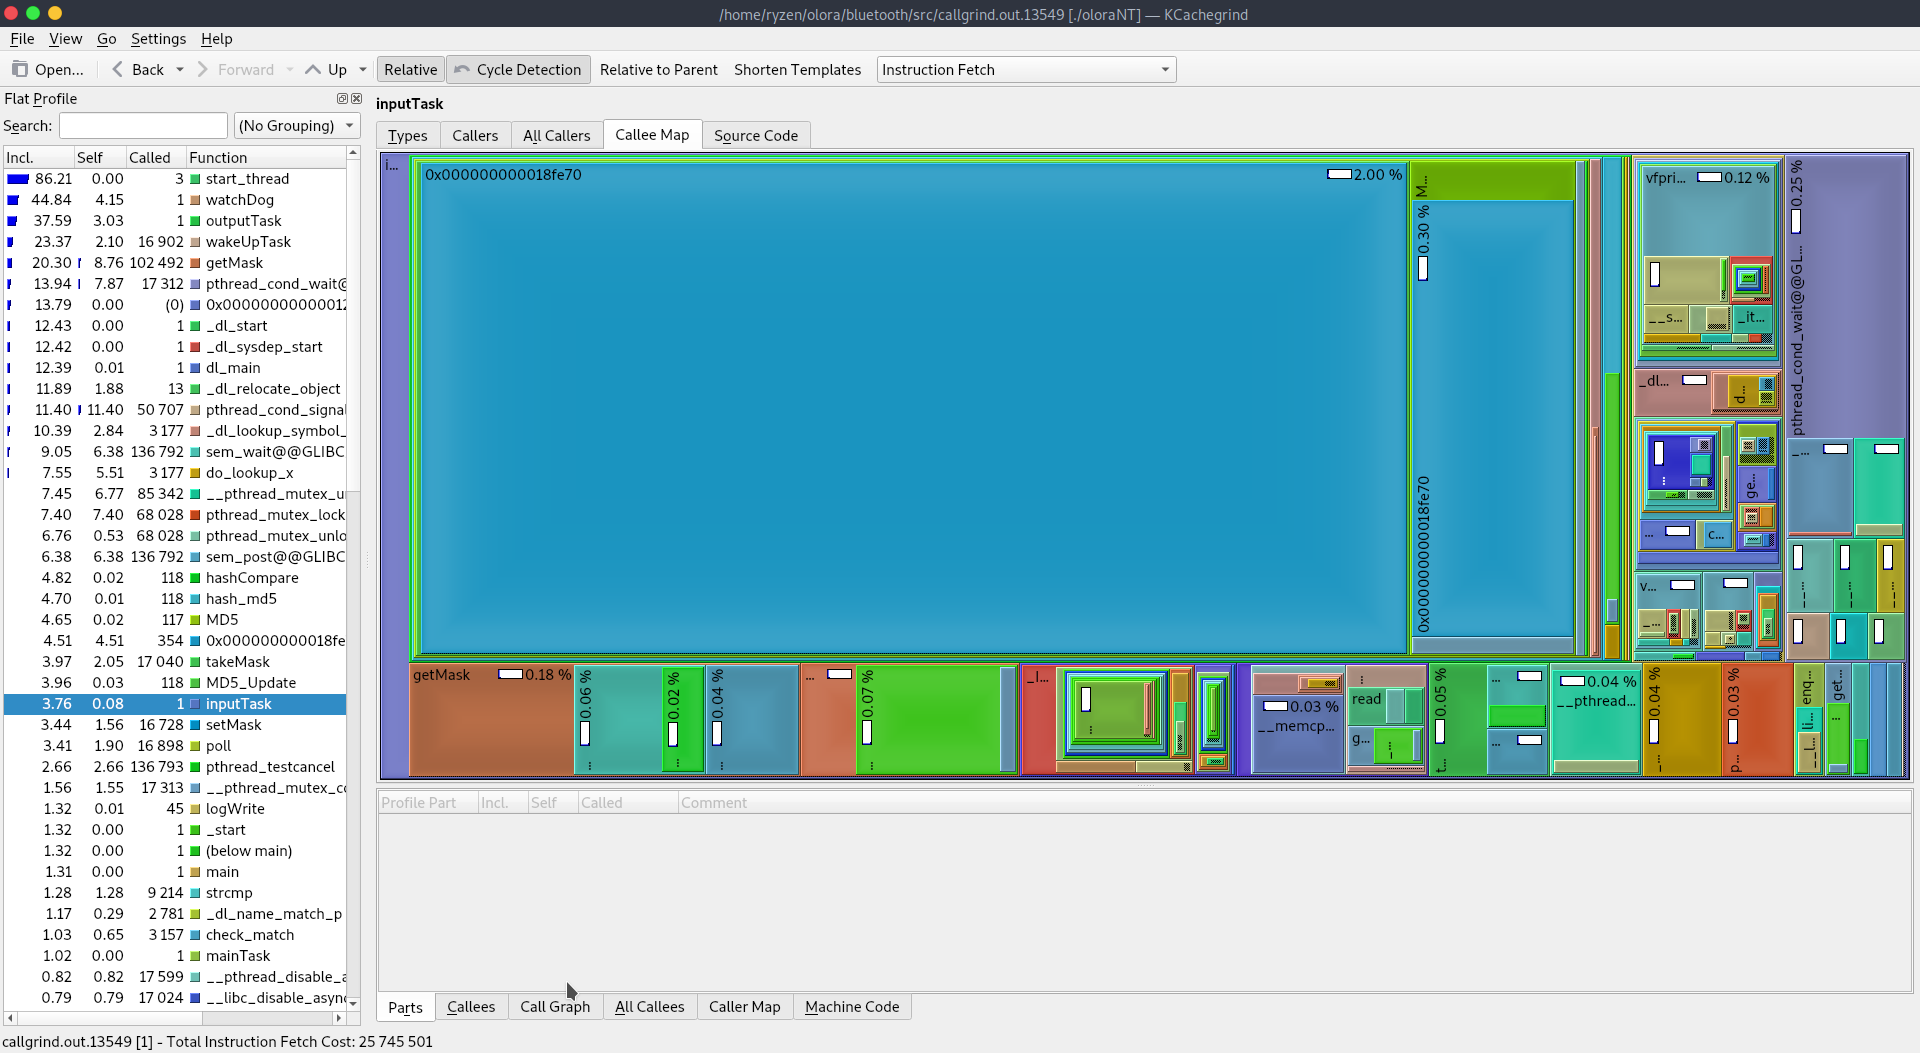 /home/ryzen/olora/bluetooth/src/callgrind.out.13549 [./oloraNT] — KCachegrind
File View Go Settings Help
Open... Back Forward Up Relative Cycle Detection Relative to Parent Shorten Templates Instruction Fetch
Flat Profile
Search: (No Grouping)
Incl. Self Called Function
86.21 0.00 3 start_thread
44.84 4.15 1 watchDog
37.59 3.03 1 outputTask
23.37 2.10 16 902 wakeUpTask
20.30 8.76 102 492 getMask
13.94 7.87 17 312 pthread_cond_wait@
13.79 0.00 (0) 0x000000000000012
12.43 0.00 1 _dl_start
12.42 0.00 1 _dl_sysdep_start
12.39 0.01 1 dl_main
11.89 1.88 13 _dl_relocate_object
11.40 11.40 50 707 pthread_cond_signal
10.39 2.84 3 177 _dl_lookup_symbol_
9.05 6.38 136 792 sem_wait@@GLIBC
7.55 5.51 3 177 do_lookup_x
7.45 6.77 85 342 __pthread_mutex_u
7.40 7.40 68 028 pthread_mutex_lock
6.76 0.53 68 028 pthread_mutex_unlo
6.38 6.38 136 792 sem_post@@GLIBC
4.82 0.02 118 hashCompare
4.70 0.01 118 hash_md5
4.65 0.02 117 MD5
4.51 4.51 354 0x000000000018fe
3.97 2.05 17 040 takeMask
3.96 0.03 118 MD5_Update
3.76 0.08 1 inputTask
3.44 1.56 16 728 setMask
3.41 1.90 16 898 poll
2.66 2.66 136 793 pthread_testcancel
1.56 1.55 17 313 __pthread_mutex_c
1.32 0.01 45 logWrite
1.32 0.00 1 _start
1.32 0.00 1 (below main)
1.31 0.00 1 main
1.28 1.28 9 214 strcmp
1.17 0.29 2 781 _dl_name_match_p
1.03 0.65 3 157 check_match
1.02 0.00 1 mainTask
0.82 0.82 17 599 __pthread_disable_a
0.79 0.79 17 024 __libc_disable_async
inputTask
Types Callers All Callers Callee Map Source Code
i...
0x000000000018fe70 2.00 %
M...
0.30 %
0x000000000018fe70
vfpri... 0.12 %
__s...
_it...
0.25 %
pthread_cond_wait@@GL...
_dl...
d...
ge...
... c...
v...
getMask 0.18 %
0.06 %
0.02 %
0.04 %
...
0.07 %
_l...
0.03 %
__memcp...
read
g...
0.05 %
t...
0.04 %
__pthread...
0.04 %
0.03 %
p...
enq...
li...
get...
Profile Part Incl. Self Called Comment
Parts Callees Call Graph All Callees Caller Map Machine Code
callgrind.out.13549 [1] - Total Instruction Fetch Cost: 25 745 501